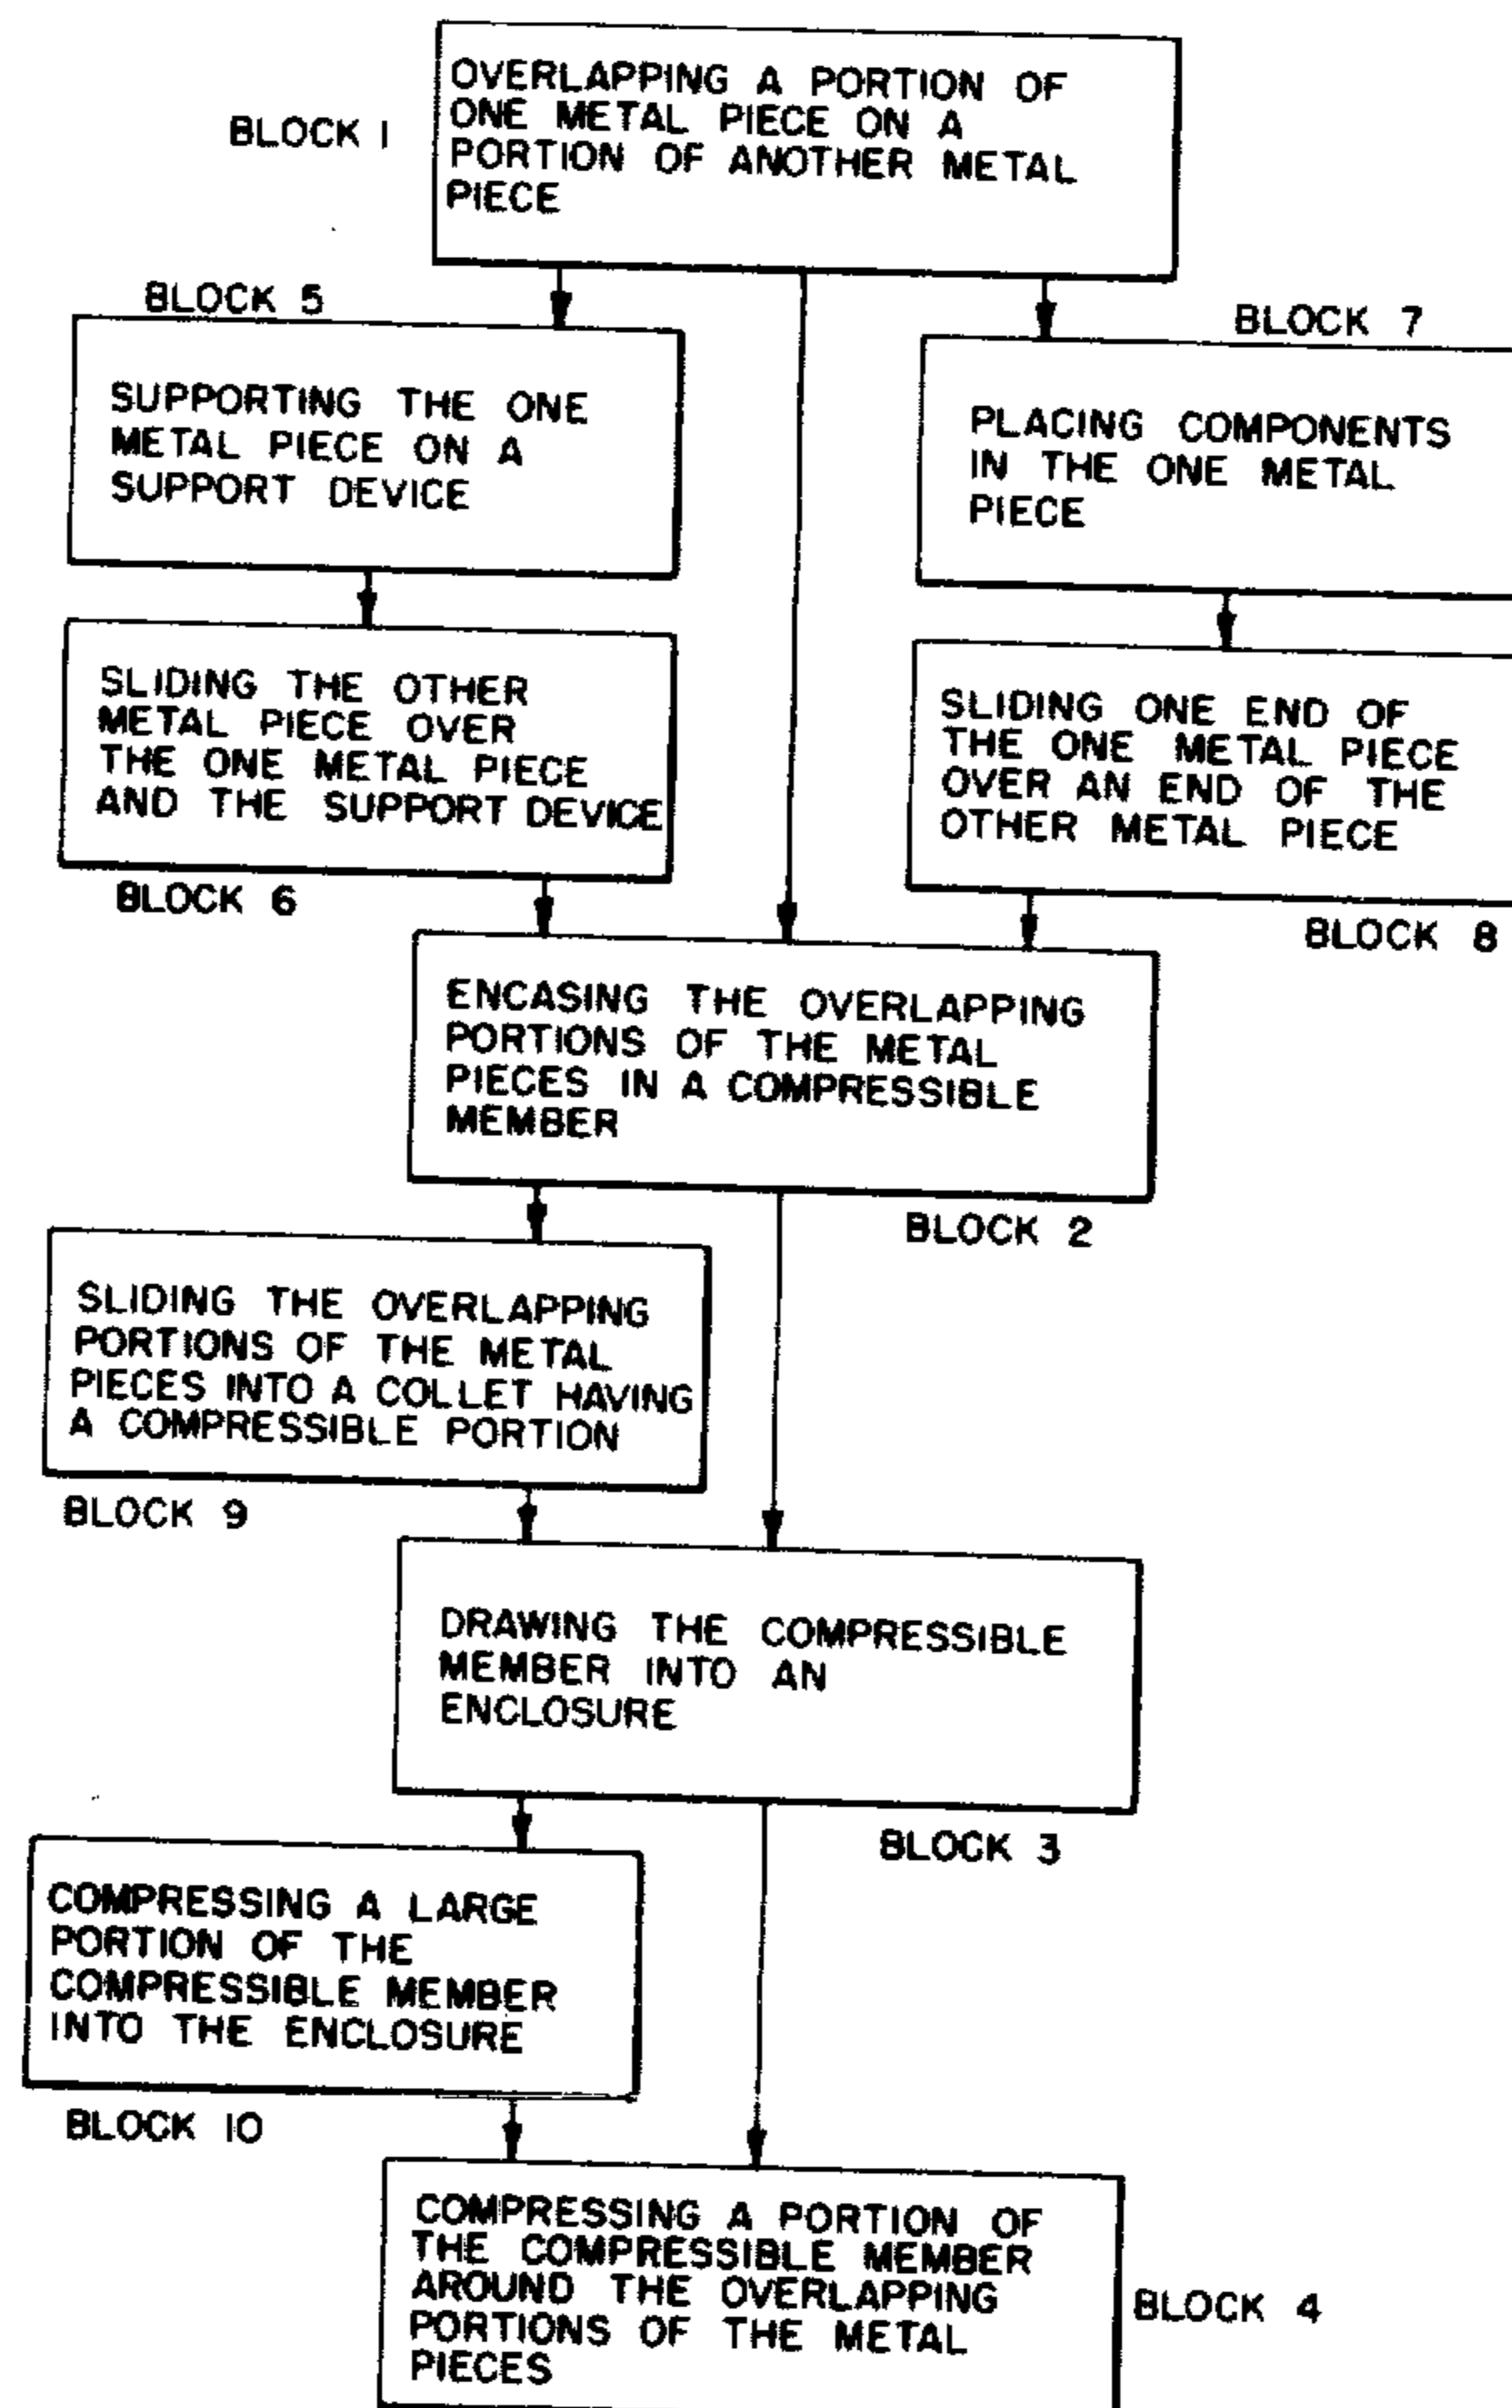 BLOCK 1
OVERLAPPING A PORTION OF
ONE METAL PIECE ON A
PORTION OF ANOTHER METAL
PIECE
BLOCK 5
SUPPORTING THE ONE
METAL PIECE ON A
SUPPORT DEVICE
BLOCK 7
PLACING COMPONENTS
IN THE ONE METAL
PIECE
SLIDING THE OTHER
METAL PIECE OVER
THE ONE METAL PIECE
AND THE SUPPORT DEVICE
BLOCK 6
SLIDING ONE END OF
THE ONE METAL PIECE
OVER AN END OF THE
OTHER METAL PIECE
BLOCK 8
ENCASING THE OVERLAPPING
PORTIONS OF THE METAL
PIECES IN A COMPRESSIBLE
MEMBER
BLOCK 2
SLIDING THE OVERLAPPING
PORTIONS OF THE METAL
PIECES INTO A COLLET HAVING
A COMPRESSIBLE PORTION
BLOCK 9
DRAWING THE COMPRESSIBLE
MEMBER INTO AN
ENCLOSURE
BLOCK 3
COMPRESSING A LARGE
PORTION OF THE
COMPRESSIBLE MEMBER
INTO THE ENCLOSURE
BLOCK 10
COMPRESSING A PORTION OF
THE COMPRESSIBLE MEMBER
AROUND THE OVERLAPPING
PORTIONS OF THE METAL
PIECES
BLOCK 4